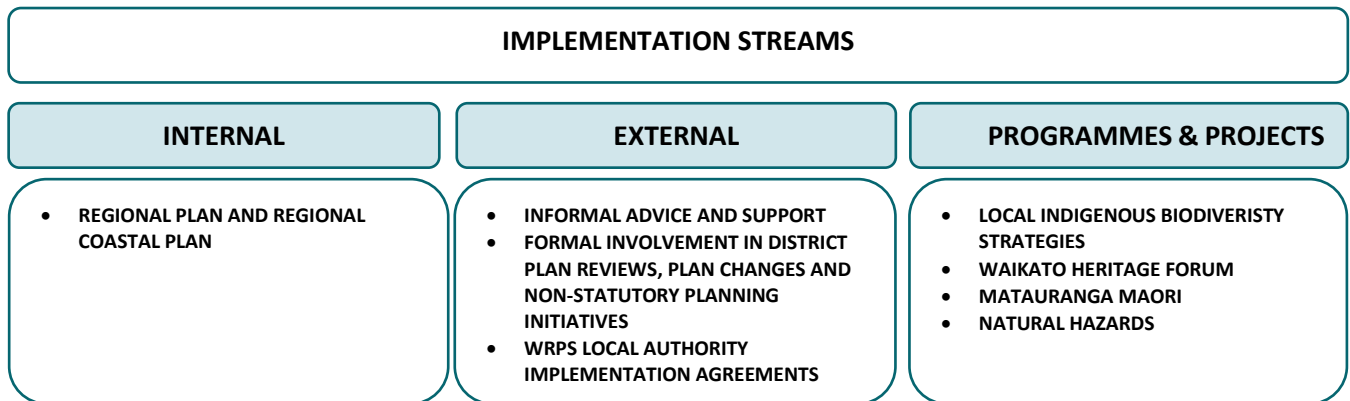 IMPLEMENTATION STREAMS
INTERNAL
• REGIONAL PLAN AND REGIONAL
COASTAL PLAN
EXTERNAL
• INFORMAL ADVICE AND SUPPORT
• FORMAL INVOLVEMENT IN DISTRICT
PLAN REVIEWS, PLAN CHANGES AND
NON-STATUTORY PLANNING
INITIATIVES
• WRPS LOCAL AUTHORITY
IMPLEMENTATION AGREEMENTS
PROGRAMMES & PROJECTS
• LOCAL INDIGENOUS BIODIVERISTY
STRATEGIES
• WAIKATO HERITAGE FORUM
• MATAURANGA MAORI
• NATURAL HAZARDS